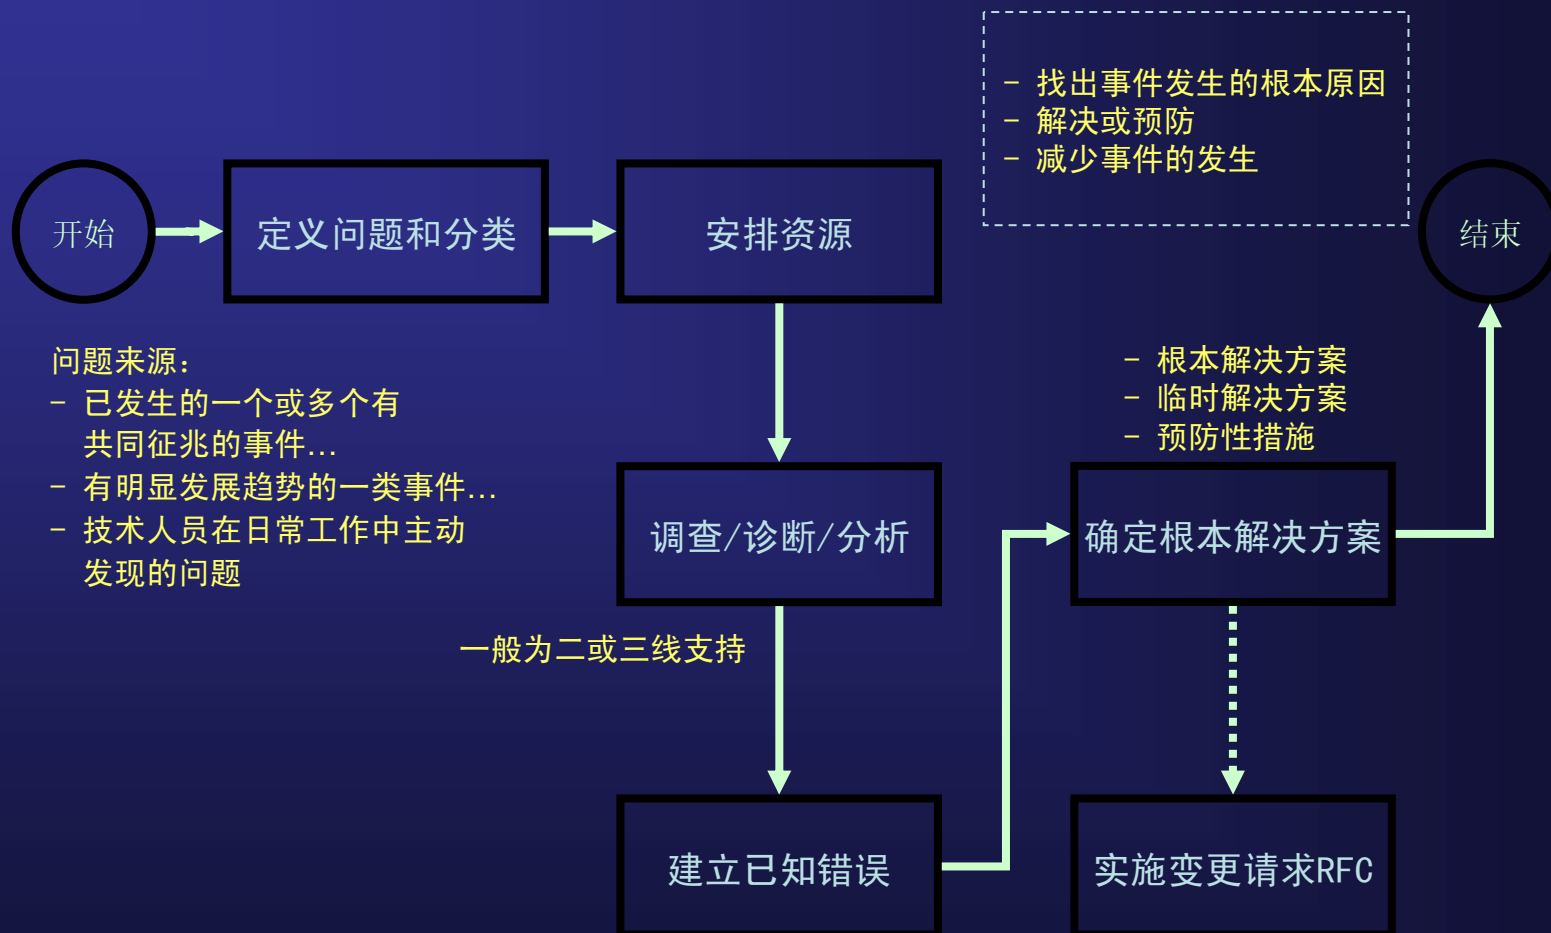 - 找出事件发生的根本原因
- 解决或预防
- 减少事件的发生
开始
定义问题和分类
安排资源
结束
问题来源:
- 已发生的一个或多个有
共同征兆的事件…
- 有明显发展趋势的一类事件…
- 技术人员在日常工作中主动
发现的问题
- 根本解决方案
- 临时解决方案
- 预防性措施
调查/诊断/分析
确定根本解决方案
一般为二或三线支持
建立已知错误
实施变更请求RFC